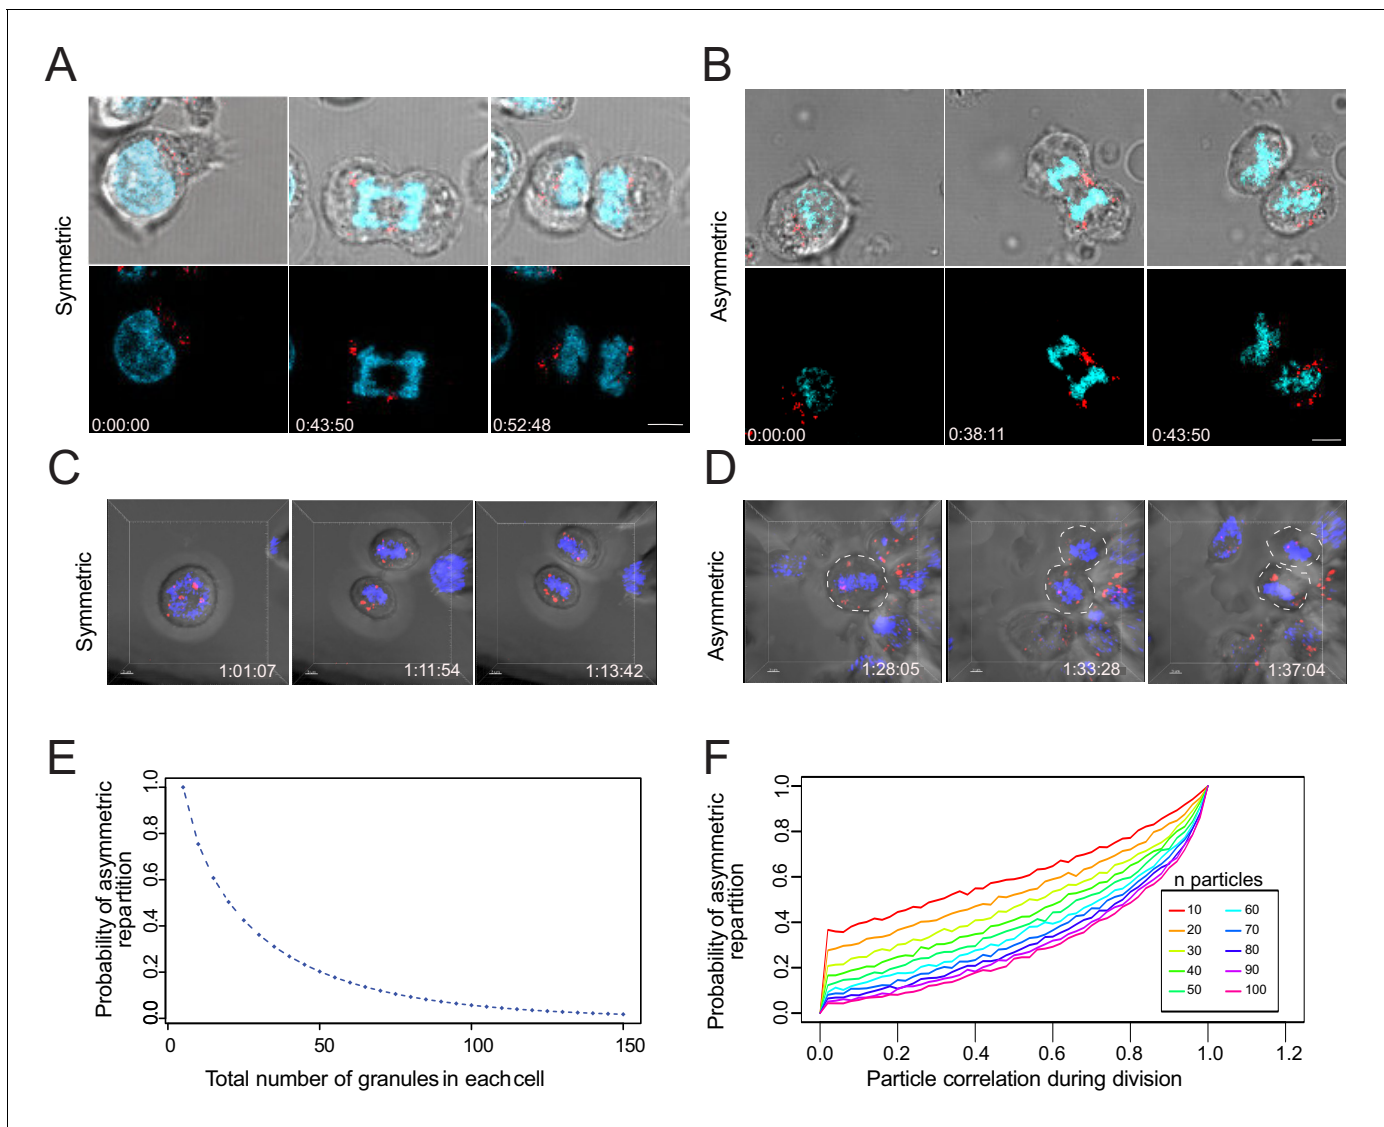 A
B
Symmetric
0:00:00
0:43:50
0:52:48
Asymmetric
0:00:00
0:38:11
0:43:50
C
D
Symmetric
1:01:07
1:11:54
1:13:42
Asymmetric
1:28:05
1:33:28
1:37:04
E
Probability of asymmetric
repartition
1.0
0.8
0.6
0.4
0.2
0.0
0
50
100
150
Total number of granules in each cell
F
Probability of asymmetric
repartition
1.0
0.8
0.6
0.4
0.2
0.0
n particles
10
60
20
70
30
80
40
90
50
100
0.0
0.2
0.4
0.6
0.8
1.0
1.2
Particle correlation during division